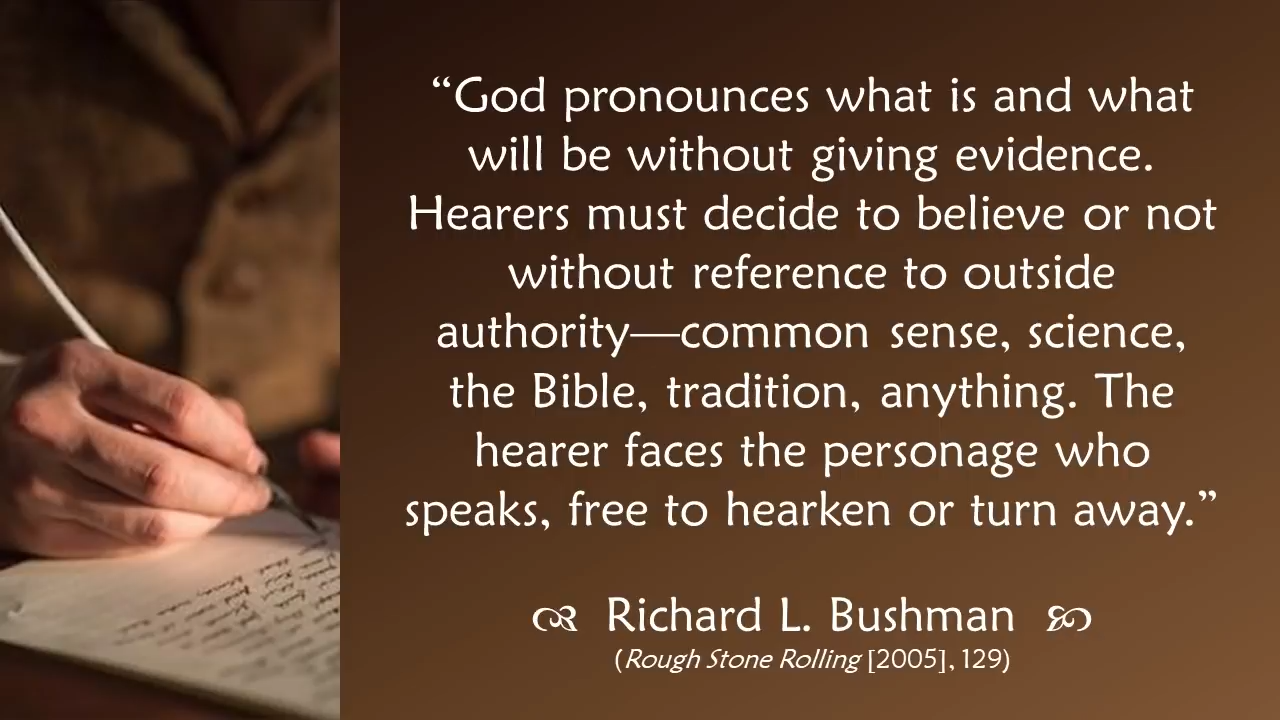 “God pronounces what is and what
will be without giving evidence.
Hearers must decide to believe or not
without reference to outside
authority—common sense, science,
the Bible, tradition, anything. The
hearer faces the personage who
speaks, free to hearken or turn away.”
Richard L. Bushman
(Rough Stone Rolling [2005], 129)